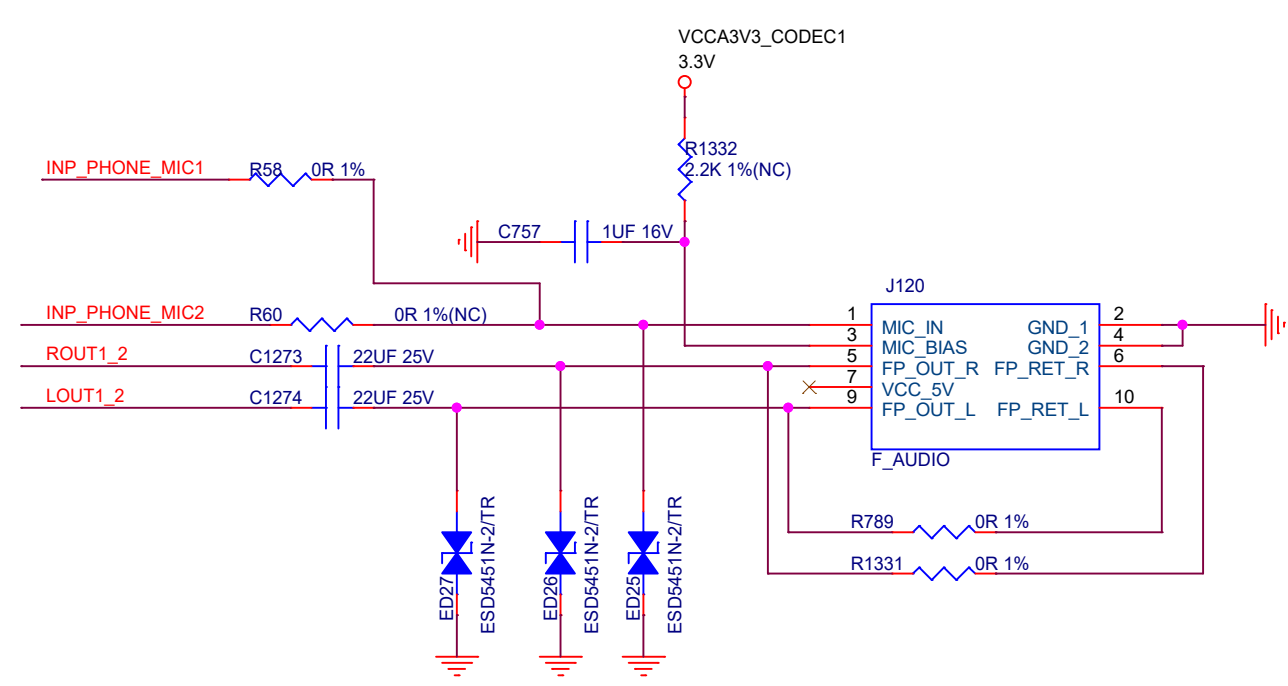 VCCA3V3_CODEC1
3.3V
R1332
2.2K 1%(NC)
INP_PHONE_MIC1
R58 0R 1%
C757 1UF 16V
J120
INP_PHONE_MIC2 R60 0R 1%(NC)
ROUT1_2 C1273 22UF 25V
LOUT1_2 C1274 22UF 25V
1 MIC_IN GND_1 2
3 MIC_BIAS GND_2 4
5 FP_OUT_R FP_RET_R 6
7 VCC_5V
9 FP_OUT_L FP_RET_L 10
F_AUDIO
R789 0R 1%
R1331 0R 1%
ED27 ESD5451N-2/TR
ED26 ESD5451N-2/TR
ED25 ESD5451N-2/TR